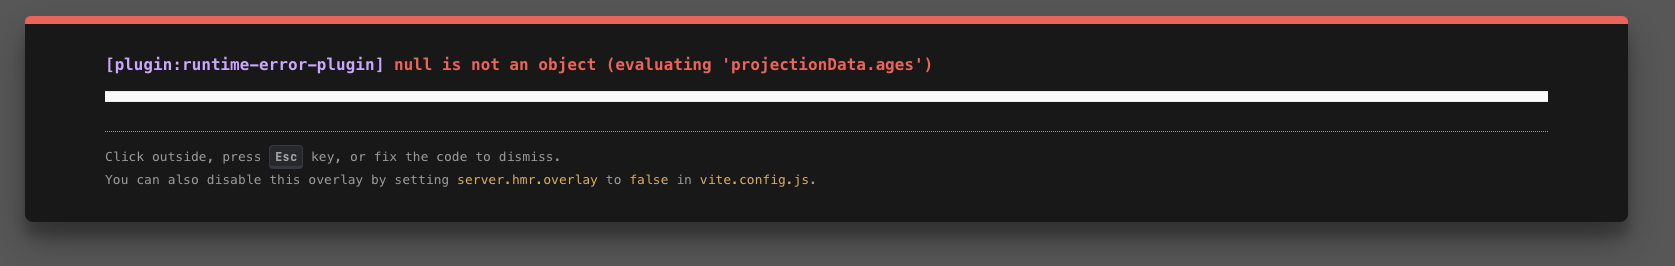 [plugin:runtime-error-plugin] null is not an object (evaluating 'projectionData.ages')
Click outside, press Esc key, or fix the code to dismiss.
You can also disable this overlay by setting server.hmr.overlay to false in vite.config.js.